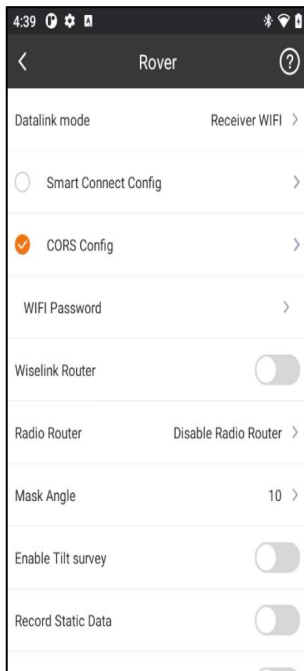 4:39
Rover
Datalink mode Receiver WIFI
Smart Connect Config
CORS Config
WIFI Password
Wiselink Router
Radio Router Disable Radio Router
Mask Angle 10
Enable Tilt survey
Record Static Data